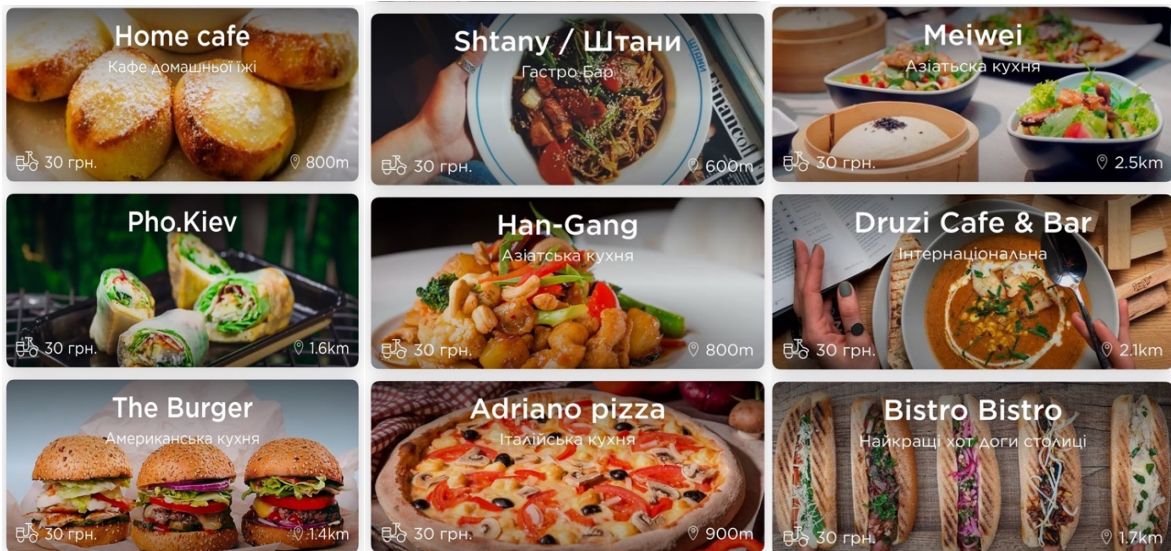 Home cafe
Кафе домашньої їжі
30 грн.
800m
Shtany / Штани
Гастро Бар
30 грн.
600m
Meiwei
Азіатьска кухня
30 грн.
2.5km
Pho.Kiev
30 грн.
1.6km
Han-Gang
Азіатська кухня
30 грн.
800m
Druzi Cafe & Bar
Інтернаціональна
30 грн.
2.1km
The Burger
Американська кухня
30 грн.
1.4km
Adriano pizza
Італійська кухня
30 грн.
900m
Bistro Bistro
Найкращі хот доги столиці
30 грн.
1.7km